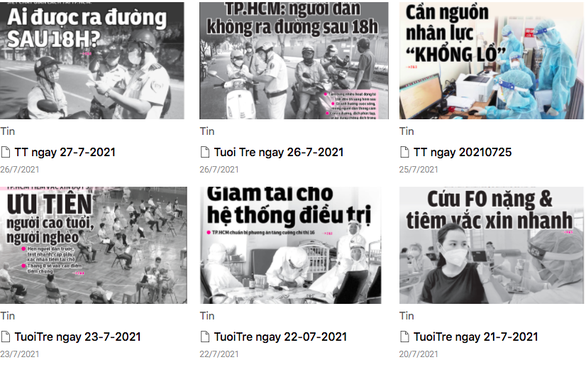 Ai được ra đường
SAU 18H?
TP.HCM: người dân
không ra đường sau 18h
Cần nguồn
nhân lực
"KHỔNG LỒ"
Tin
Tin
Tin
TT ngay 27-7-2021
Tuoi Tre ngay 26-7-2021
TT ngay 20210725
26/7/2021
26/7/2021
25/7/2021
ƯU TIÊN
người cao tuổi,
người nghèo
Giảm tải cho
hệ thống điều trị
TP.HCM chuẩn bị phương án tăng cường chỉ thị 16
Cứu F0 nặng &
tiêm vắc xin nhanh
Tin
Tin
Tin
TuoiTre ngay 23-7-2021
TuoiTre ngay 22-07-2021
TuoiTre ngay 21-7-2021
23/7/2021
22/7/2021
20/7/2021